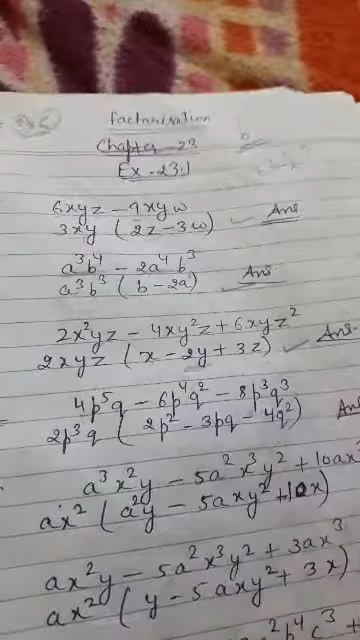 factorisation
Chapter - 23
Ex - 23.1
6xyz - 9xyw
3xy (2z - 3w) Ans
a³b⁴ - 2a⁴b³
a³b³ (b - 2a) Ans
2x²yz - 4xy²z + 6xyz²
2xyz (x - 2y + 3z) Ans
4p⁵q - 6p⁴q² - 8p³q³
2p³q (2p² - 3pq - 4q²) Ans
a³x²y - 5a²x³y² + 10ax³
ax² (a²y - 5axy² + 10x)
ax²y - 5a²x³y² + 3ax³
ax² (y - 5axy² + 3x)